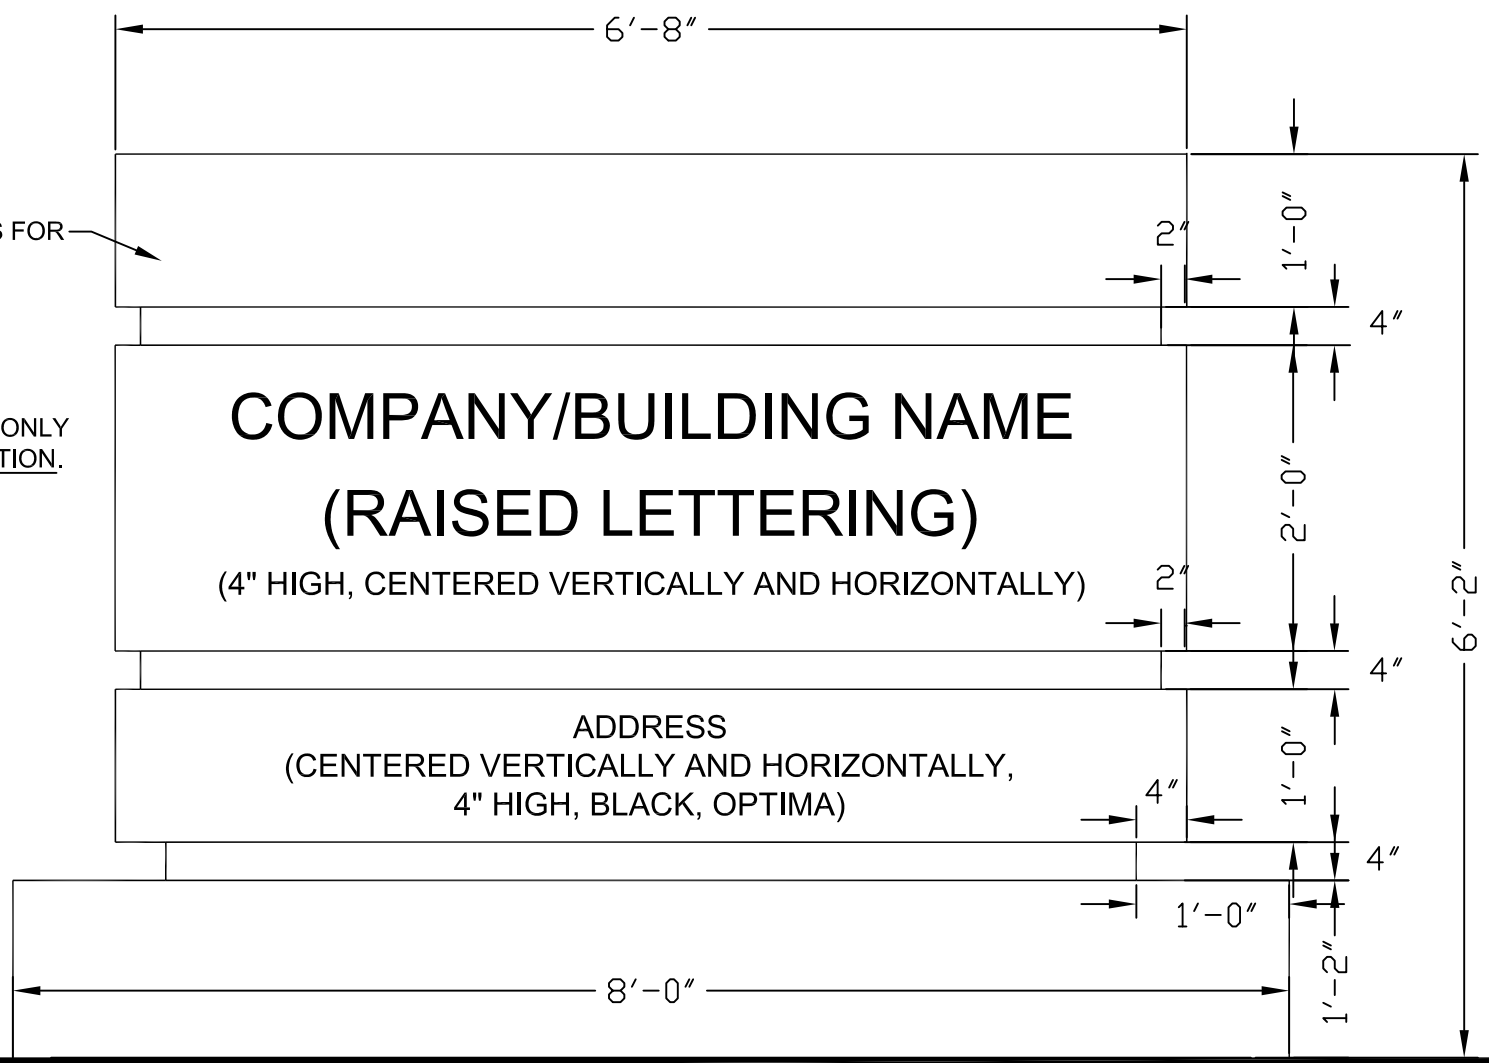 6'-8"
S FOR
2"
1'-0"
4"
ONLY
TION.
COMPANY/BUILDING NAME
(RAISED LETTERING)
(4" HIGH, CENTERED VERTICALLY AND HORIZONTALLY)
2'-0"
2"
6'-2"
4"
ADDRESS
(CENTERED VERTICALLY AND HORIZONTALLY,
4" HIGH, BLACK, OPTIMA)
4"
1'-0"
4"
1'-0"
1'-2"
8'-0"